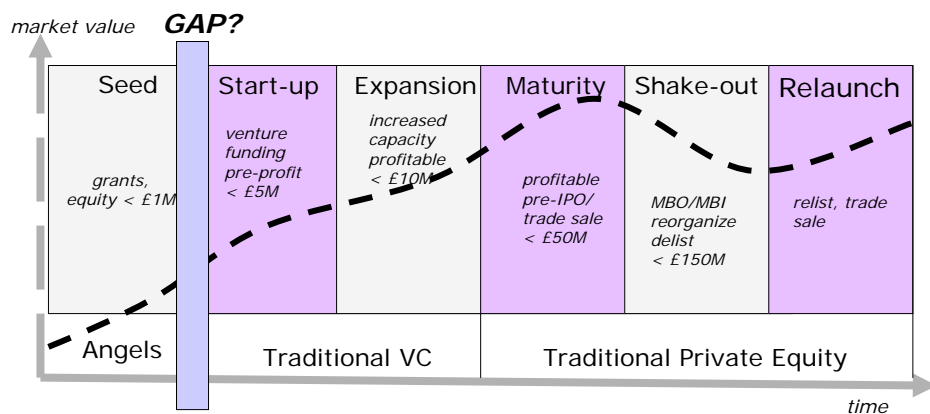 market value
GAP?
Seed
Start-up
Expansion
Maturity
Shake-out
Relaunch
grants,
equity < £1M
venture
funding
pre-profit
< £5M
increased
capacity
profitable
< £10M
profitable
pre-IPO/
trade sale
< £50M
MBO/MBI
reorganize
delist
< £150M
relist, trade
sale
Angels
Traditional VC
Traditional Private Equity
time